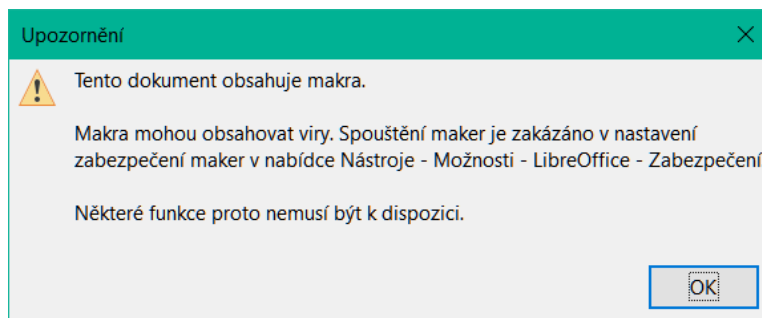 Upozornění
Tento dokument obsahuje makra.
Makra mohou obsahovat viry. Spouštění maker je zakázáno v nastavení
zabezpečení maker v nabídce Nástroje - Možnosti - LibreOffice - Zabezpečení
Některé funkce proto nemusí být k dispozici.
OK